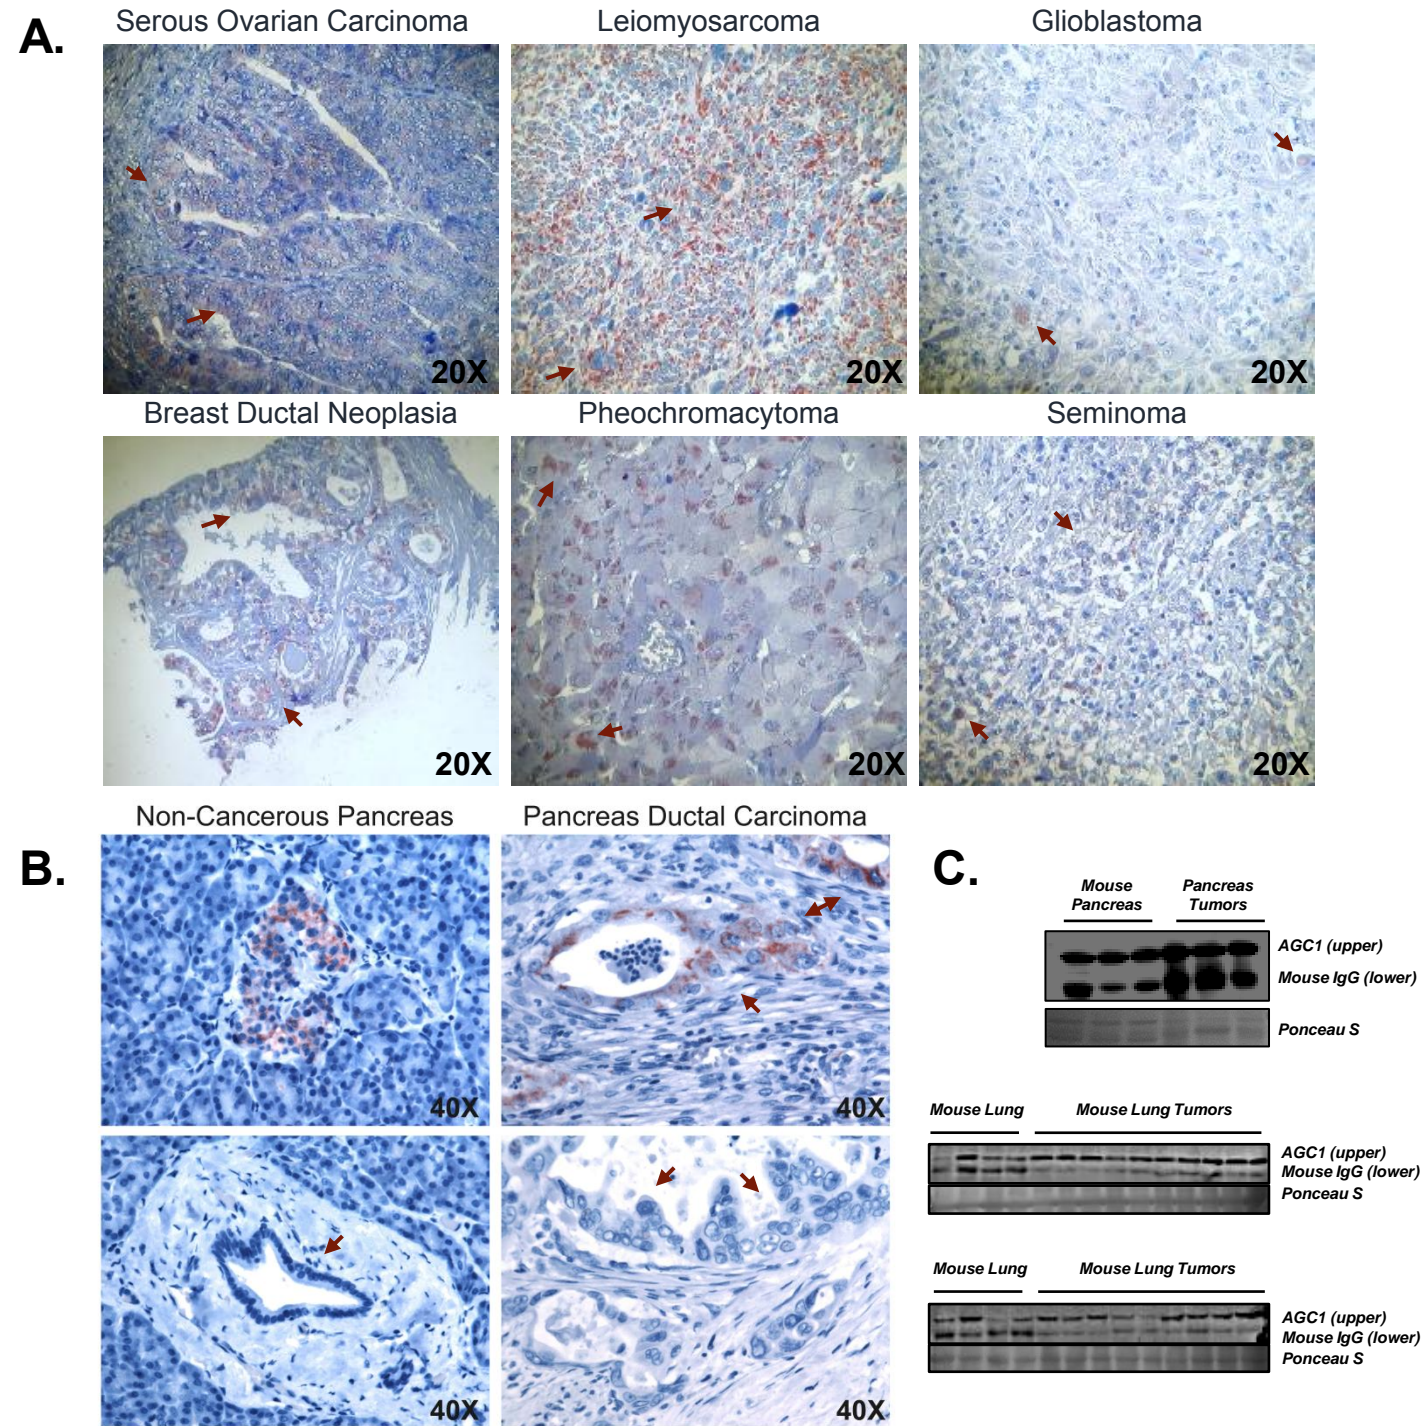 A.
Serous Ovarian Carcinoma
Leiomyosarcoma
Glioblastoma
20X
20X
20X
Breast Ductal Neoplasia
Pheochromacytoma
Seminoma
20X
20X
20X
B.
Non-Cancerous Pancreas
Pancreas Ductal Carcinoma
40X
40X
40X
40X
C.
Mouse
Pancreas
Pancreas
Tumors
AGC1 (upper)
Mouse IgG (lower)
Ponceau S
Mouse Lung
Mouse Lung Tumors
AGC1 (upper)
Mouse IgG (lower)
Ponceau S
Mouse Lung
Mouse Lung Tumors
AGC1 (upper)
Mouse IgG (lower)
Ponceau S